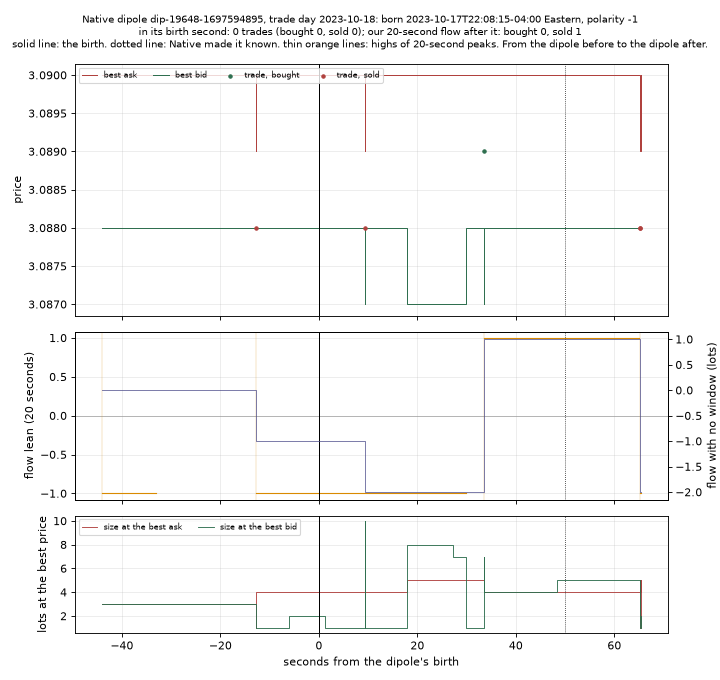 Native dipole dip-19648-1697594895, trade day 2023-10-18: born 2023-10-17T22:08:15-04:00 Eastern, polarity -1
in its birth second: 0 trades (bought 0, sold 0); our 20-second flow after it: bought 0, sold 1
solid line: the birth. dotted line: Native made it known. thin orange lines: highs of 20-second peaks. From the dipole before to the dipole after.
best ask best bid trade, bought trade, sold
3.0900
3.0895
3.0890
3.0885
3.0880
3.0875
3.0870
price
1.0
0.5
0.0
−0.5
−1.0
flow lean (20 seconds)
1.0
0.5
0.0
−0.5
−1.0
−1.5
−2.0
flow with no window (lots)
size at the best ask size at the best bid
10
8
6
4
2
lots at the best price
−40 −20 0 20 40 60
seconds from the dipole's birth